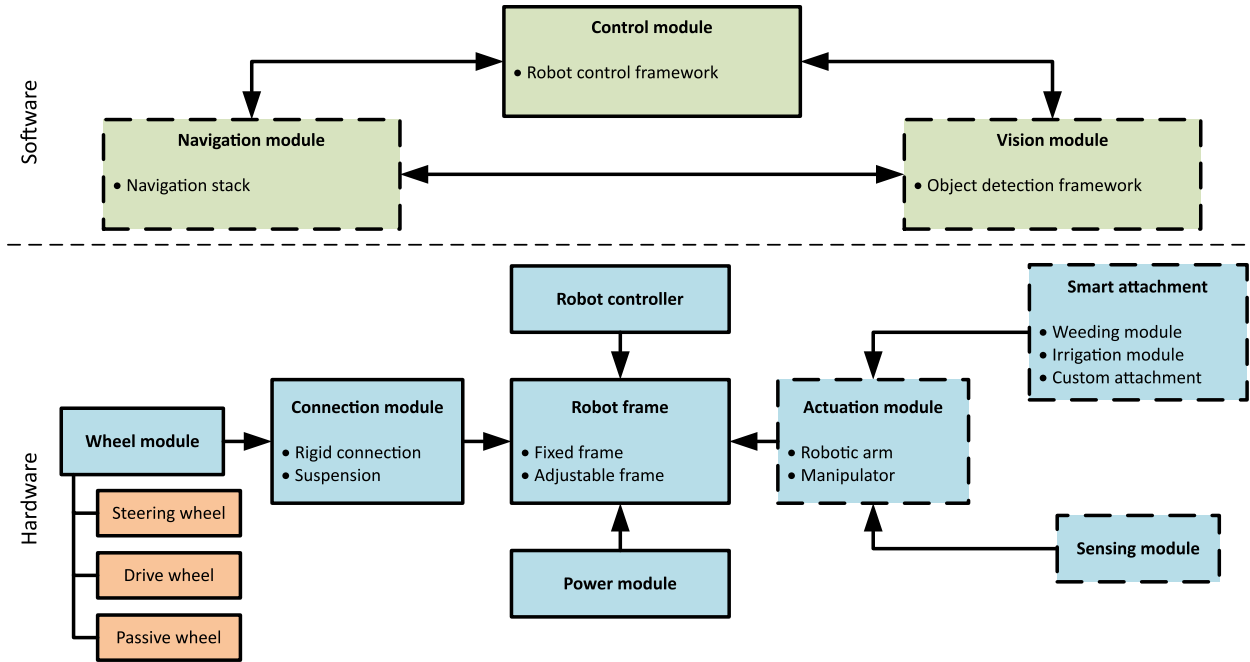 Software
Control module
• Robot control framework
Navigation module
• Navigation stack
Vision module
• Object detection framework
Hardware
Robot controller
Smart attachment
• Weeding module
• Irrigation module
• Custom attachment
Connection module
• Rigid connection
• Suspension
Robot frame
• Fixed frame
• Adjustable frame
Actuation module
• Robotic arm
• Manipulator
Wheel module
Steering wheel
Drive wheel
Passive wheel
Power module
Sensing module